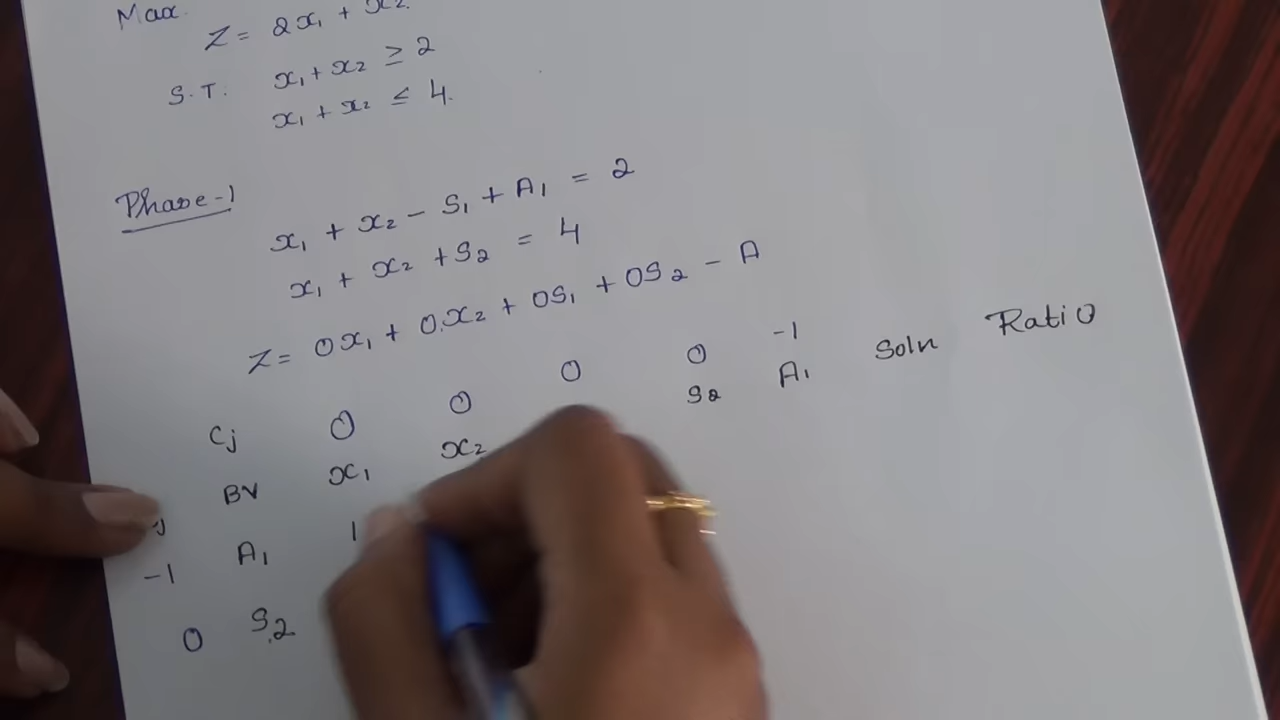 Max
Z = 2x₁ + x₂
S.T. x₁ + x₂ ≥ 2
x₁ + x₂ ≤ 4.
Phase-1
x₁ + x₂ - S₁ + A₁ = 2
x₁ + x₂ + S₂ = 4
Z = 0x₁ + 0.x₂ + 0S₁ + 0S₂ - A
Cj 0 0 0 0 -1
BV x₁ x₂ S₂ A₁ Soln Ratio
-1 A₁ 1
0 S₂